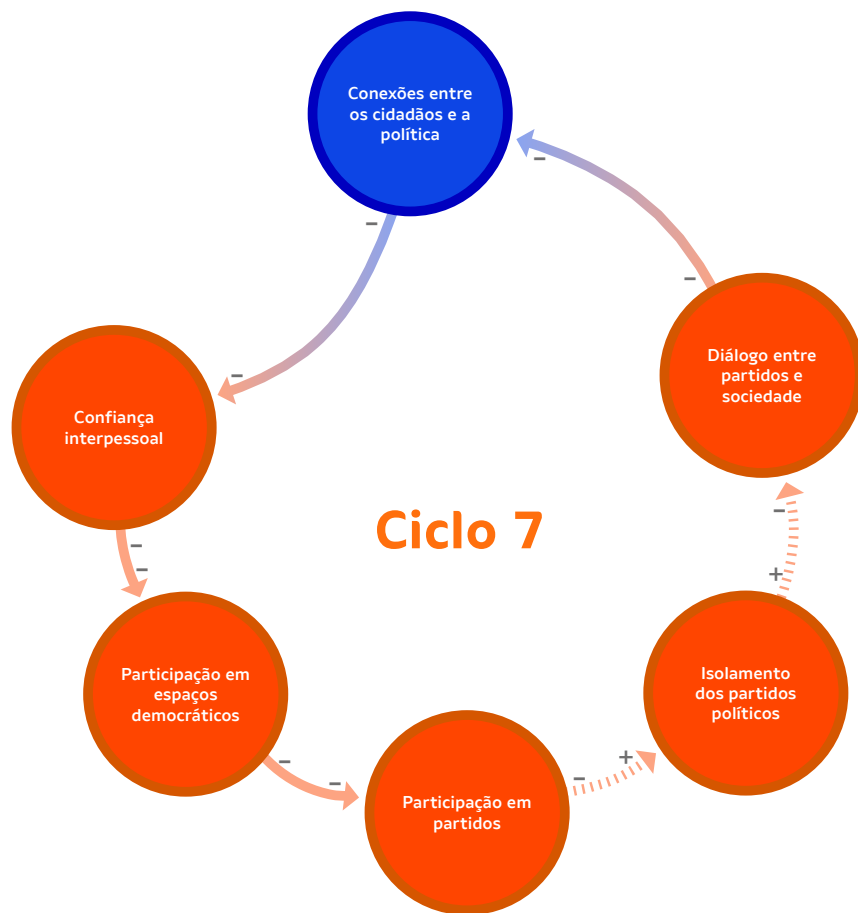 Conexões entre
os cidadãos e a
política
–
–
–
–
Diálogo entre
partidos e
sociedade
–
Confiança
interpessoal
Ciclo 7
–
–
–
+
Participação em
espaços
democráticos
Isolamento
dos partidos
políticos
–
–
–
+
Participação em
partidos